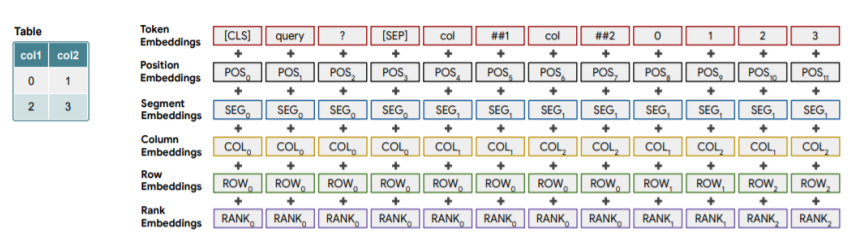 Table
col1 col2
0 1
2 3
Token
Embeddings
[CLS] query ? [SEP] col ##1 col ##2 0 1 2 3
+ + + + + + + + + + + +
Position
Embeddings
POS₀ POS₁ POS₂ POS₃ POS₄ POS₅ POS₆ POS₇ POS₈ POS₉ POS₁₀ POS₁₁
+ + + + + + + + + + + +
Segment
Embeddings
SEG₀ SEG₀ SEG₀ SEG₀ SEG₁ SEG₁ SEG₁ SEG₁ SEG₁ SEG₁ SEG₁ SEG₁
+ + + + + + + + + + + +
Column
Embeddings
COL₀ COL₀ COL₀ COL₀ COL₁ COL₁ COL₂ COL₂ COL₁ COL₂ COL₁ COL₂
+ + + + + + + + + + + +
Row
Embeddings
ROW₀ ROW₀ ROW₀ ROW₀ ROW₀ ROW₀ ROW₀ ROW₀ ROW₁ ROW₁ ROW₂ ROW₂
+ + + + + + + + + + + +
Rank
Embeddings
RANK₀ RANK₀ RANK₀ RANK₀ RANK₀ RANK₀ RANK₀ RANK₀ RANK₁ RANK₁ RANK₂ RANK₂